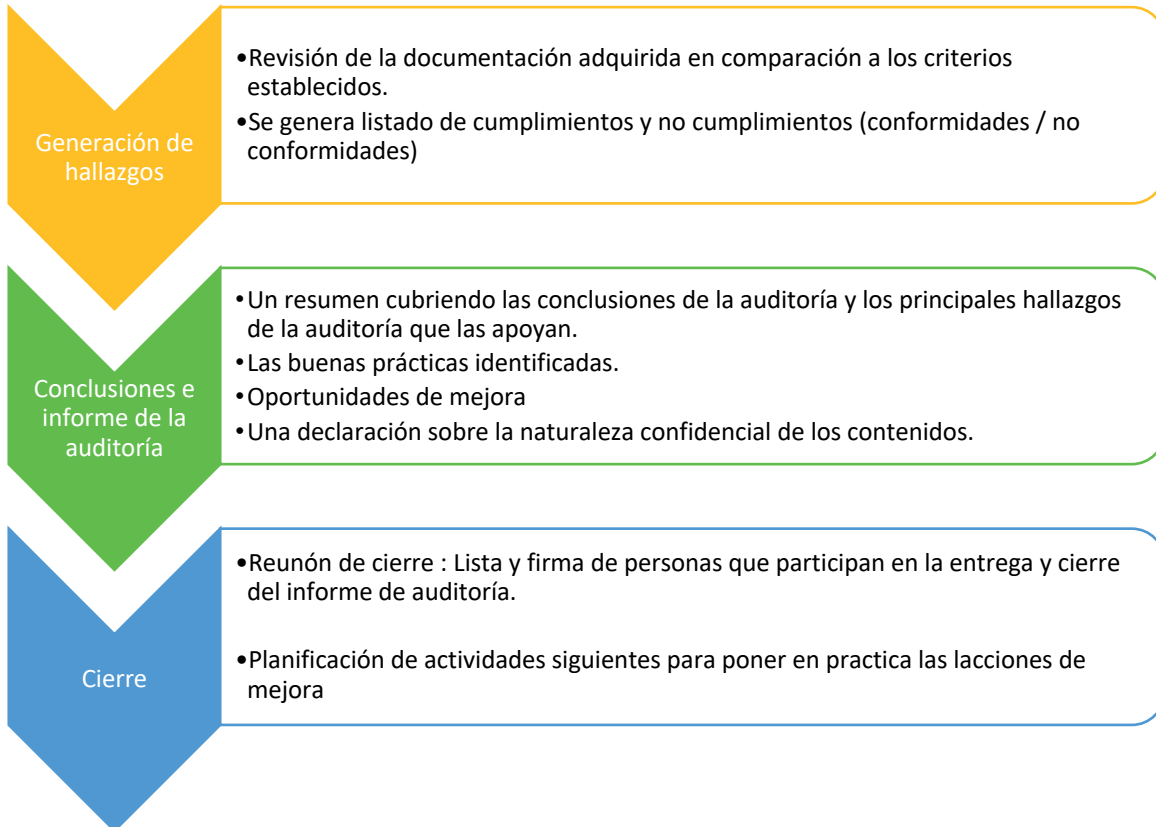 Generación de
hallazgos
•Revisión de la documentación adquirida en comparación a los criterios
establecidos.
•Se genera listado de cumplimientos y no cumplimientos (conformidades / no
conformidades)
Conclusiones e
informe de la
auditoría
•Un resumen cubriendo las conclusiones de la auditoría y los principales hallazgos
de la auditoría que las apoyan.
•Las buenas prácticas identificadas.
•Oportunidades de mejora
•Una declaración sobre la naturaleza confidencial de los contenidos.
Cierre
•Reunón de cierre : Lista y firma de personas que participan en la entrega y cierre
del informe de auditoría.
•Planificación de actividades siguientes para poner en practica las lacciones de
mejora